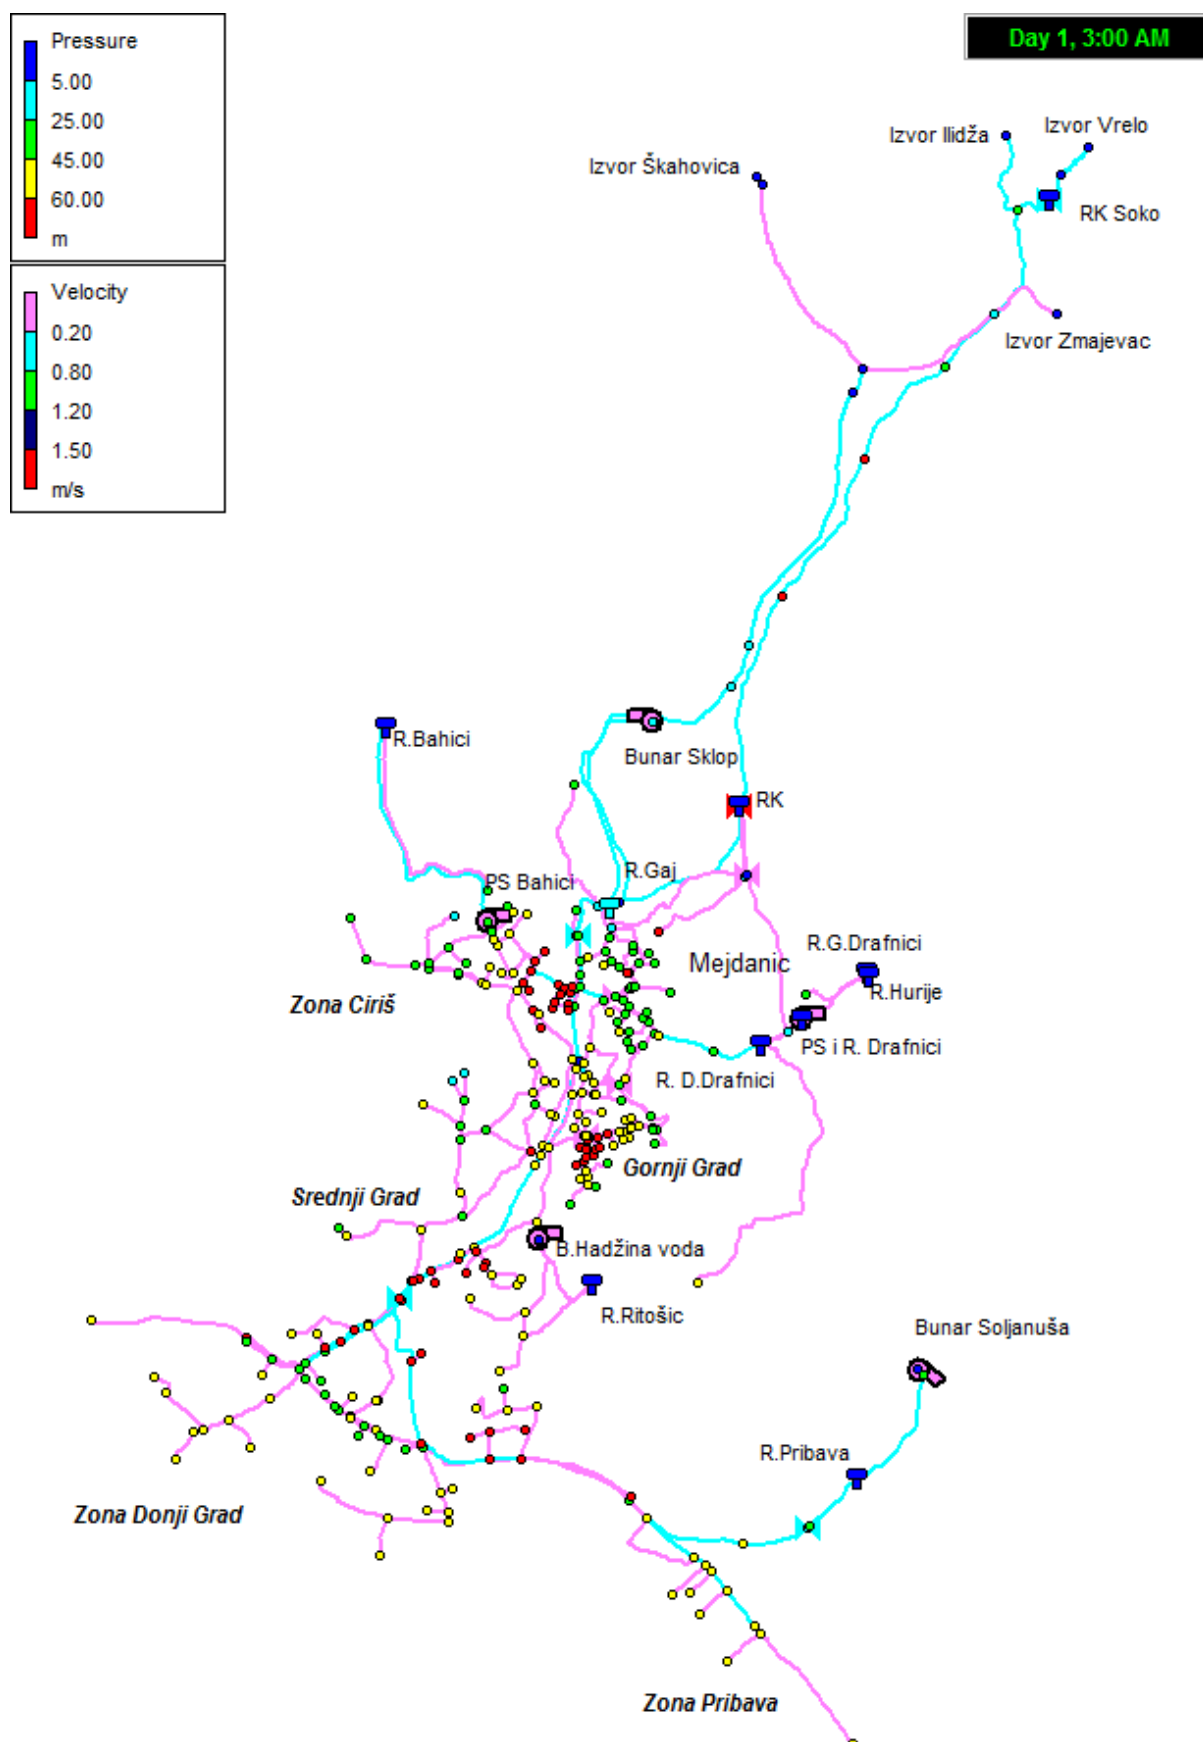 Day 1, 3:00 AM
Pressure
5.00
25.00
45.00
60.00
m
Velocity
0.20
0.80
1.20
1.50
m/s
Izvor Ilidža
Izvor Vrelo
Izvor Škahovica
RK Soko
Izvor Zmajevac
R.Bahici
Bunar Sklop
RK
PS Bahici
R.Gaj
Mejdanic
R.G.Drafnici
R.Hurije
Zona Ciriš
PS i R. Drafnici
R. D.Drafnici
Gornji Grad
Srednji Grad
B.Hadžina voda
R.Ritošic
Bunar Soljanuša
R.Pribava
Zona Donji Grad
Zona Pribava